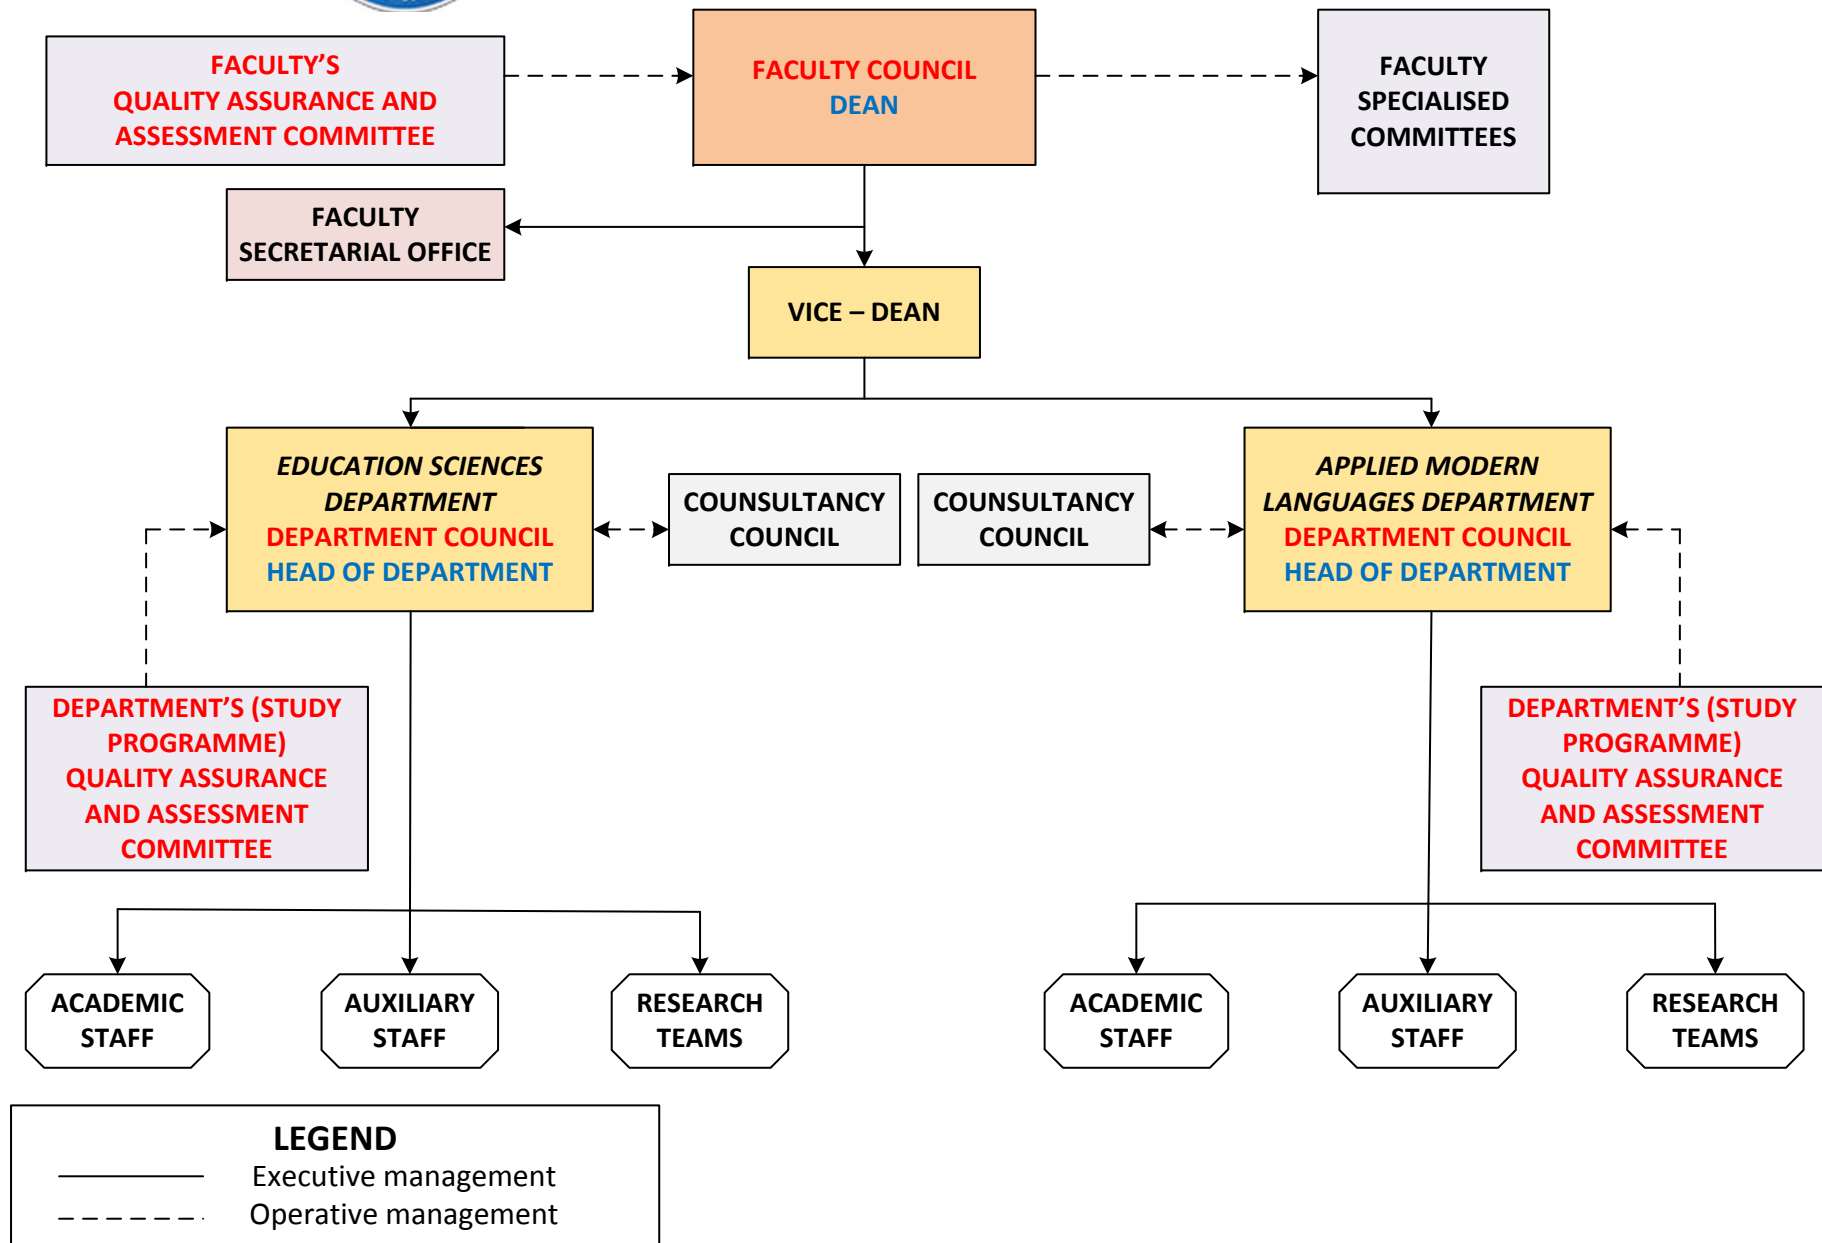 FACULTY'S
QUALITY ASSURANCE AND
ASSESSMENT COMMITTEE
FACULTY COUNCIL
DEAN
FACULTY
SPECIALISED
COMMITTEES
FACULTY
SECRETARIAL OFFICE
VICE – DEAN
EDUCATION SCIENCES
DEPARTMENT
DEPARTMENT COUNCIL
HEAD OF DEPARTMENT
COUNSULTANCY
COUNCIL
COUNSULTANCY
COUNCIL
APPLIED MODERN
LANGUAGES DEPARTMENT
DEPARTMENT COUNCIL
HEAD OF DEPARTMENT
DEPARTMENT'S (STUDY
PROGRAMME)
QUALITY ASSURANCE
AND ASSESSMENT
COMMITTEE
DEPARTMENT'S (STUDY
PROGRAMME)
QUALITY ASSURANCE
AND ASSESSMENT
COMMITTEE
ACADEMIC
STAFF
AUXILIARY
STAFF
RESEARCH
TEAMS
ACADEMIC
STAFF
AUXILIARY
STAFF
RESEARCH
TEAMS
LEGEND
Executive management
Operative management